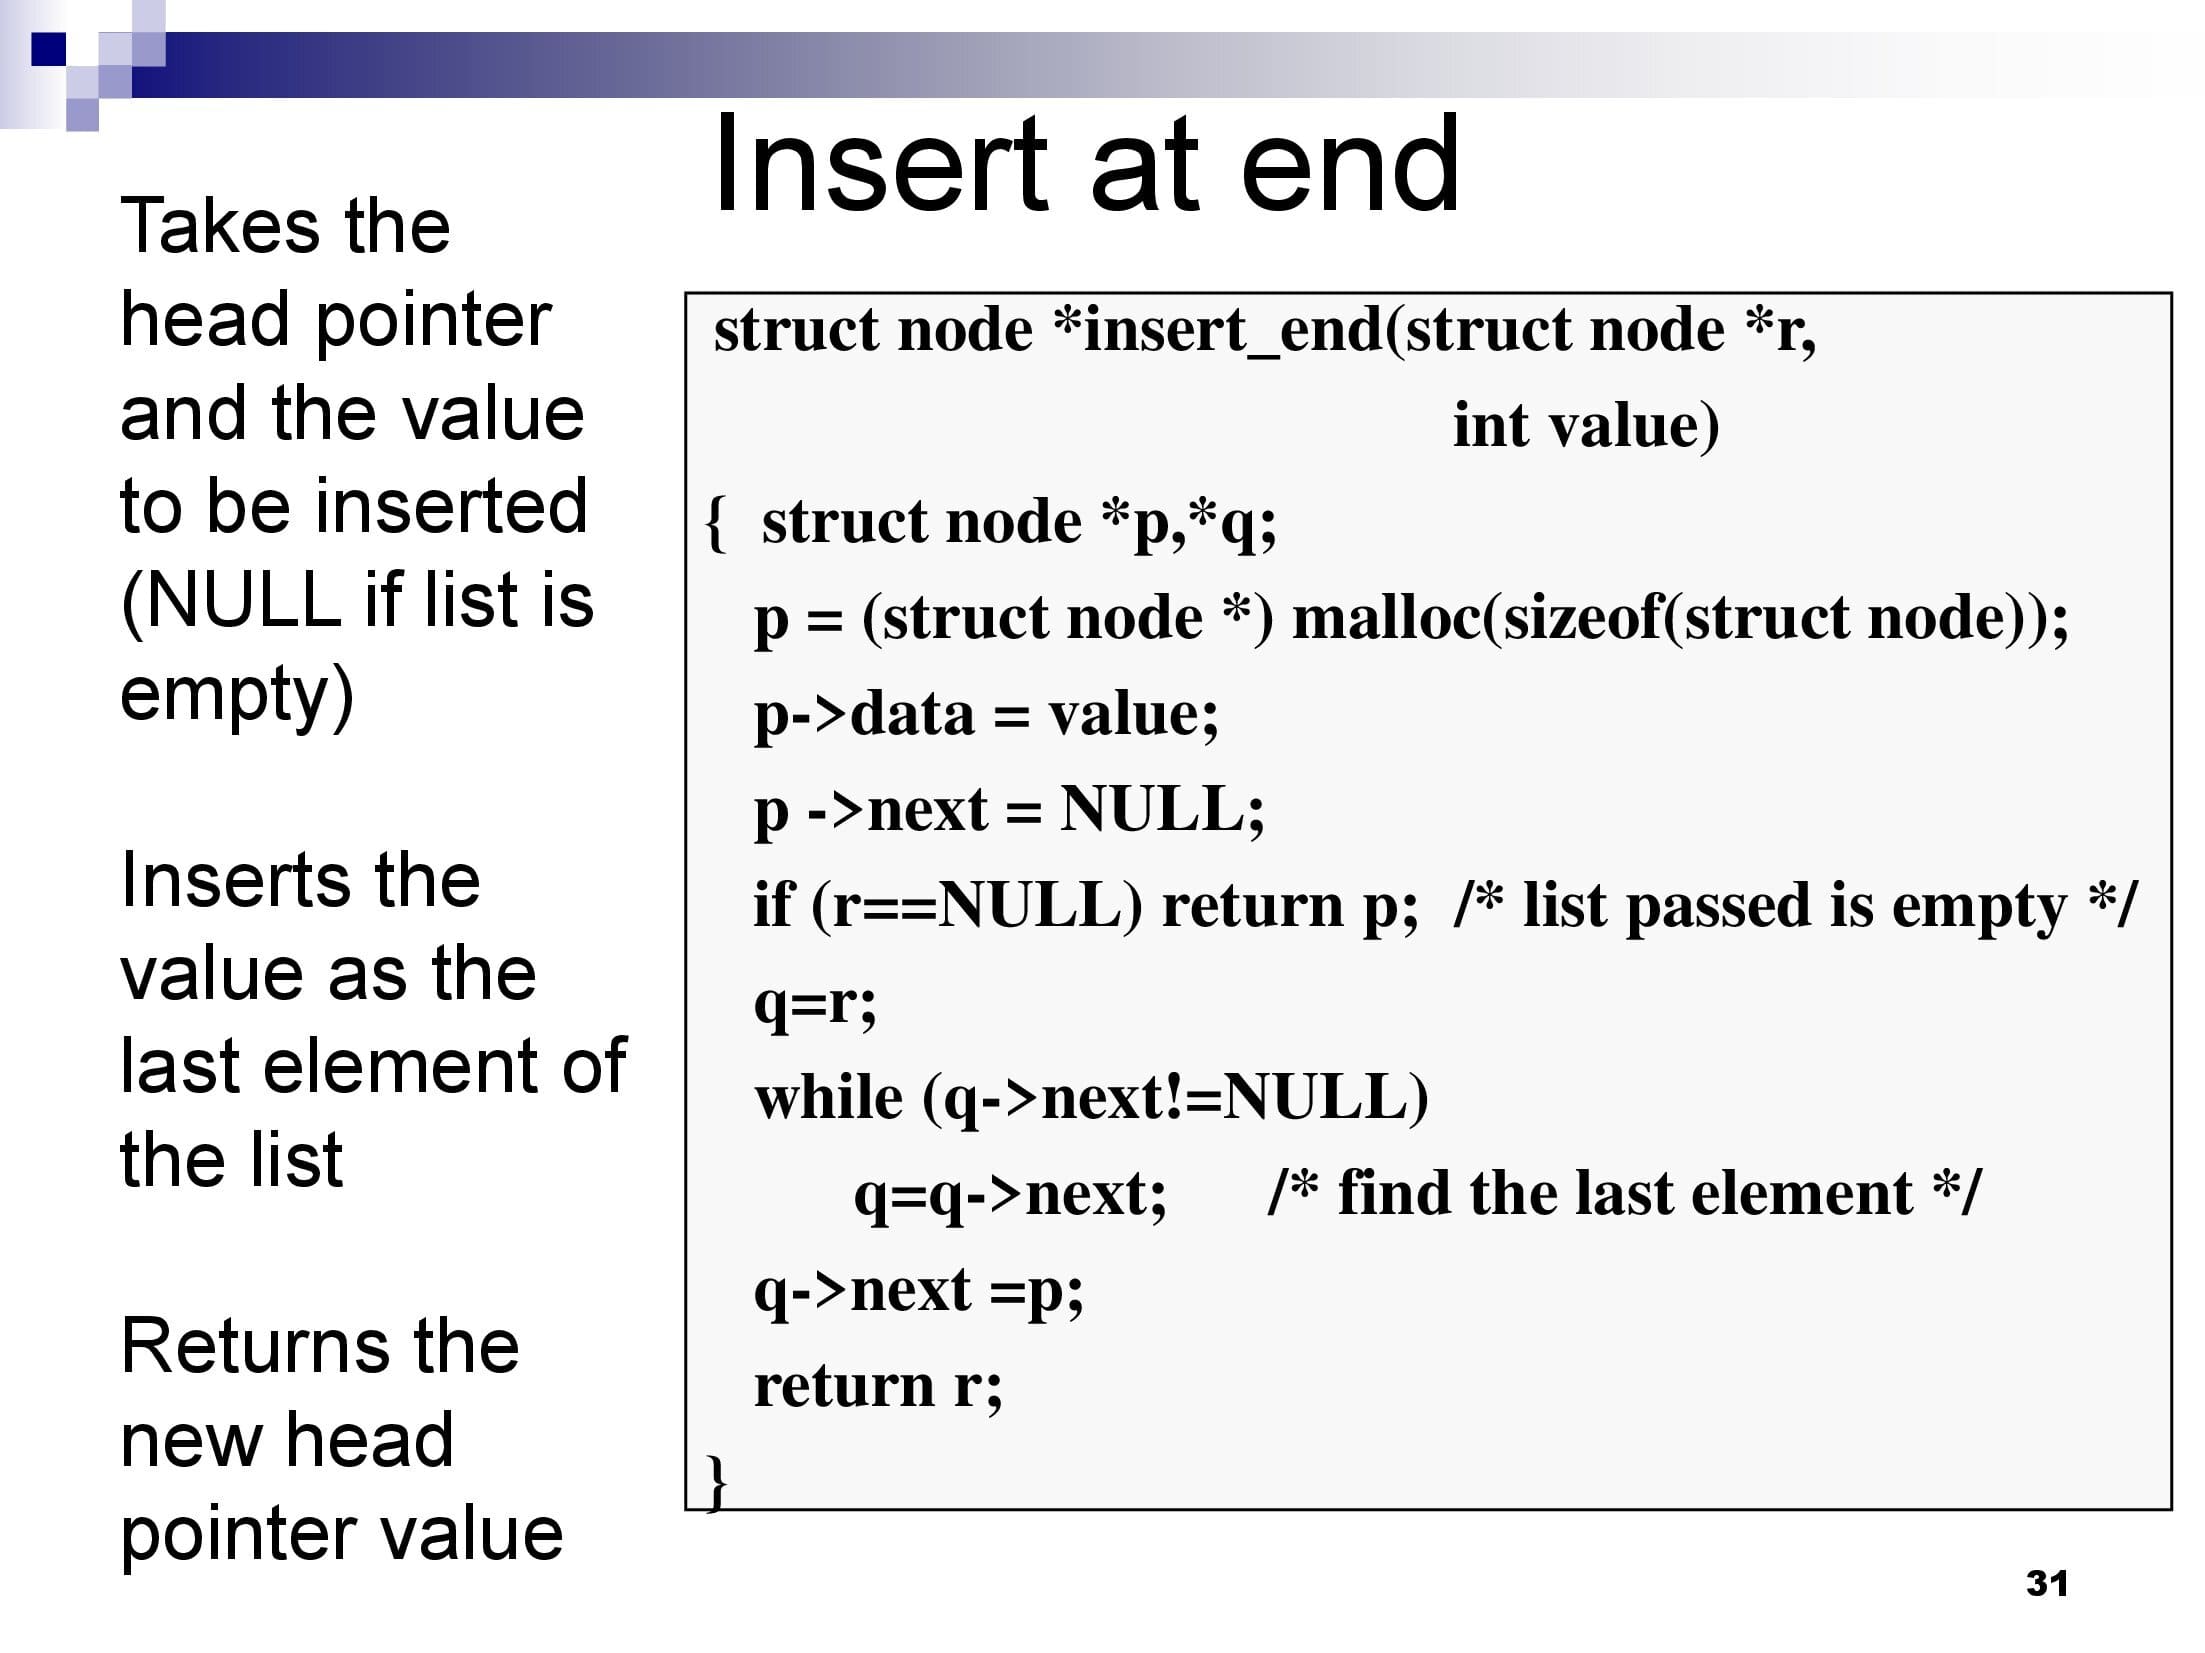 Insert at end
Takes the
head pointer
and the value
to be inserted
(NULL if list is
empty)
Inserts the
value as the
last element of
the list
Returns the
new head
pointer value
struct node *insert_end(struct node *r,
int value)
{  struct node *p,*q;
p = (struct node *) malloc(sizeof(struct node));
p->data = value;
p ->next = NULL;
if (r==NULL) return p;  /* list passed is empty */
q=r;
while (q->next!=NULL)
q=q->next;      /* find the last element */
q->next =p;
return r;
}
31